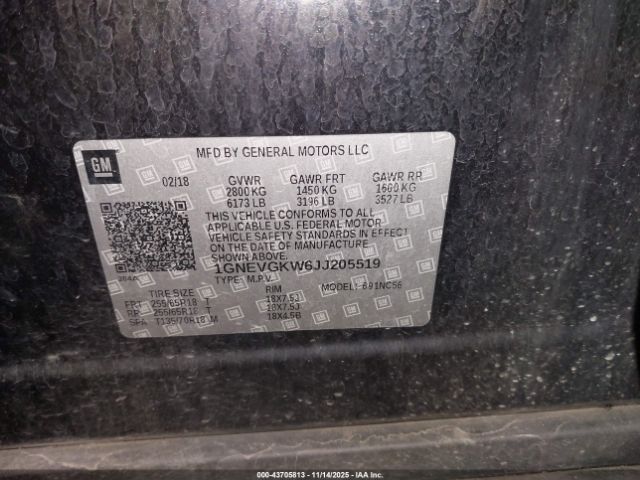 GM
MFD BY GENERAL MOTORS LLC
02/18 GVWR GAWR FRT GAWR RR
2800 KG 1450 KG 1600 KG
6173 LB 3196 LB 3527 LB
THIS VEHICLE CONFORMS TO ALL
APPLICABLE U.S. FEDERAL MOTOR
VEHICLE SAFETY STANDARDS IN EFFECT
ON THE DATE OF MANUFACTURE
SHOWN ABOVE.
1GNEVGKW6JJ205519
TYPE: M.P.V. MODEL: 691NC56
TIRE SIZE RIM
FRT 255/65R18 T 18X7.5J
RR 255/65R18 T 18X7.5J
SPA T135/70R18 M 18X4.5B
000-43705813 11/14/2025 IAAI, Inc.